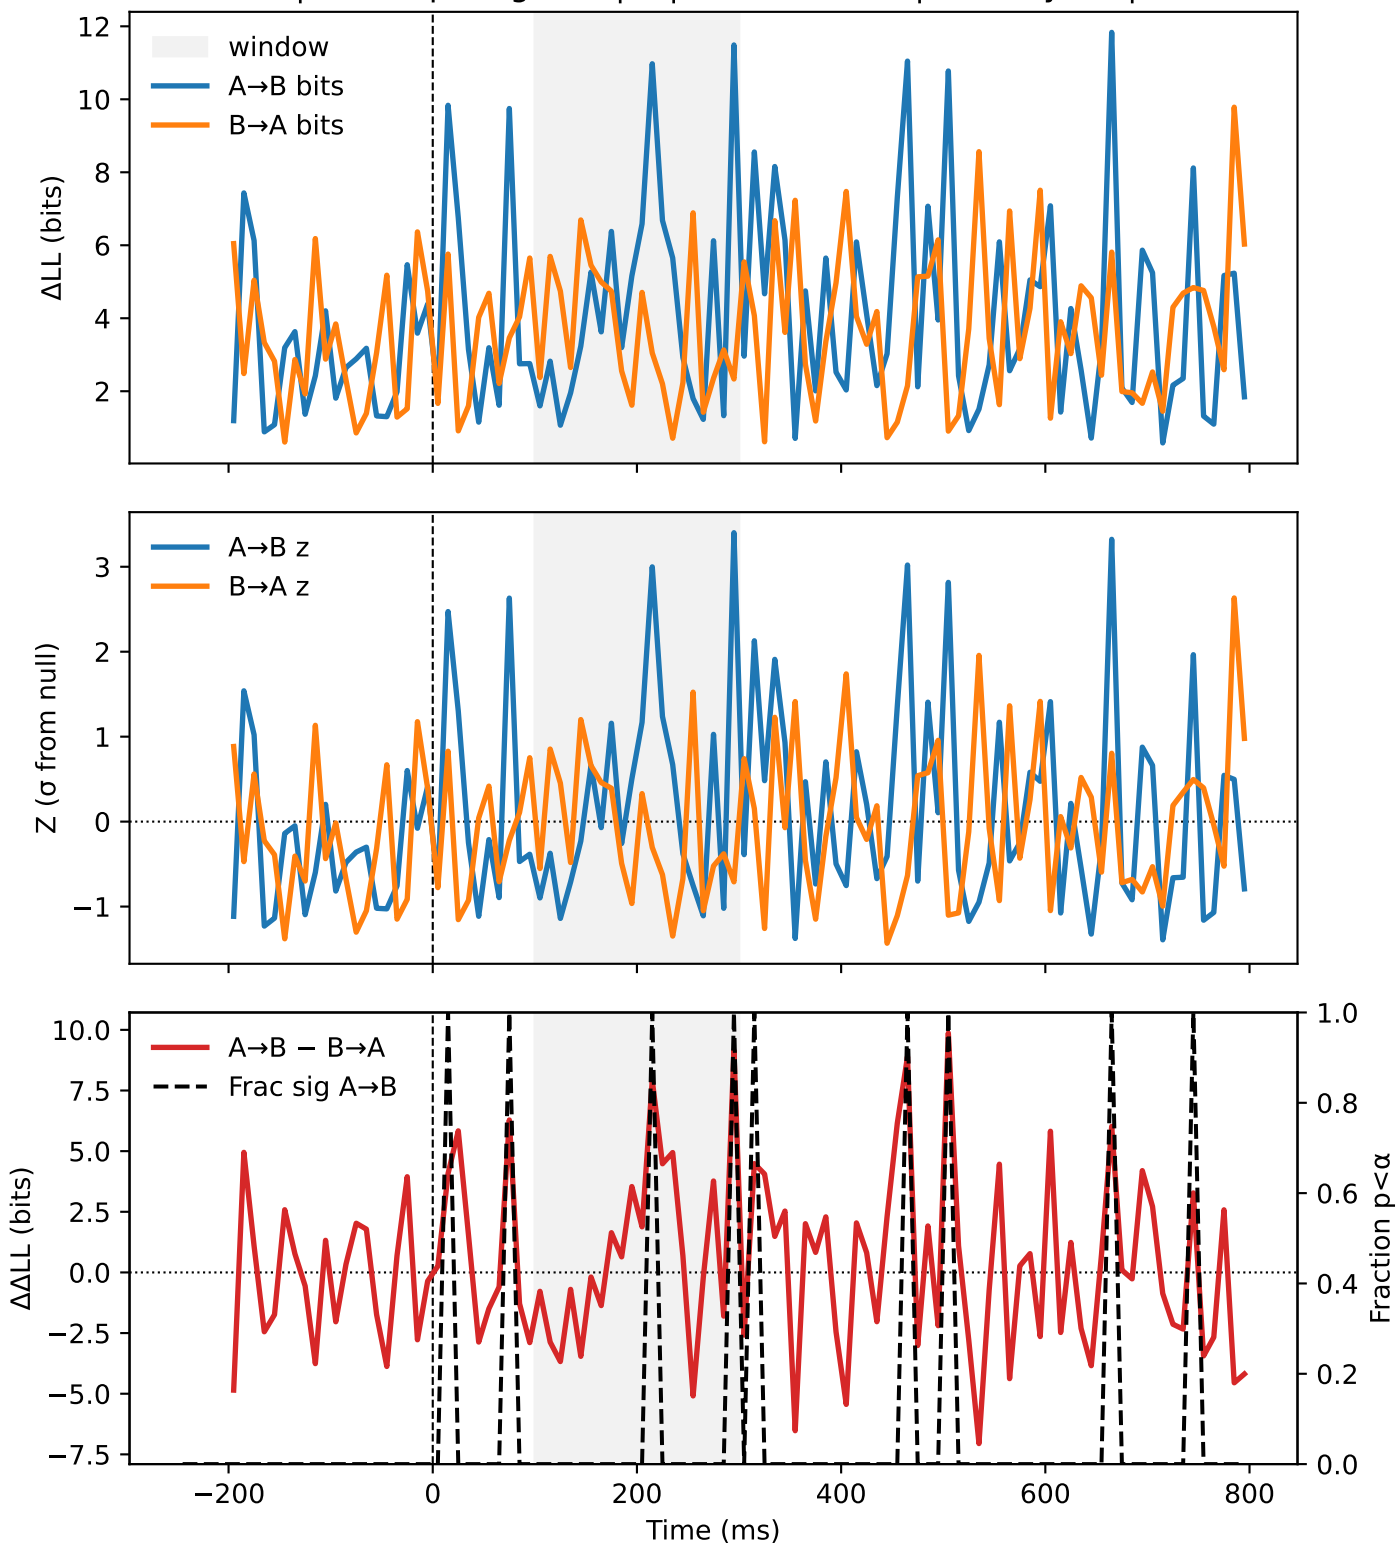 12
10
8
6
4
2
ΔLL (bits)
window
A→B bits
B→A bits
3
2
1
0
−1
Z (σ from null)
A→B z
B→A z
10.0
7.5
5.0
2.5
0.0
−2.5
−5.0
−7.5
ΔΔLL (bits)
A→B − B→A
Frac sig A→B
1.0
0.8
0.6
0.4
0.2
0.0
Fraction p<α
−200 0 200 400 600 800
Time (ms)